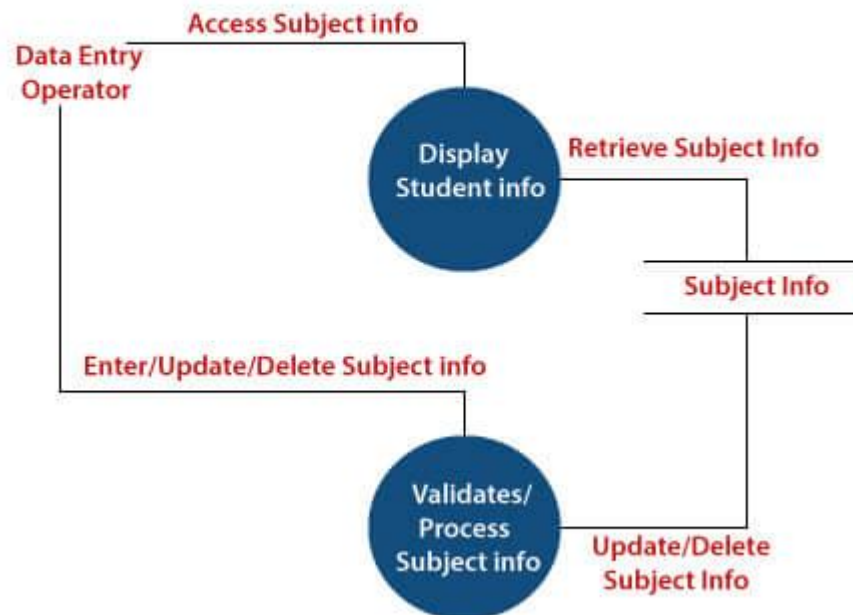 Access Subject info
Data Entry
Operator
Display
Student info
Retrieve Subject Info
Subject Info
Enter/Update/Delete Subject info
Validates/
Process
Subject info
Update/Delete
Subject Info